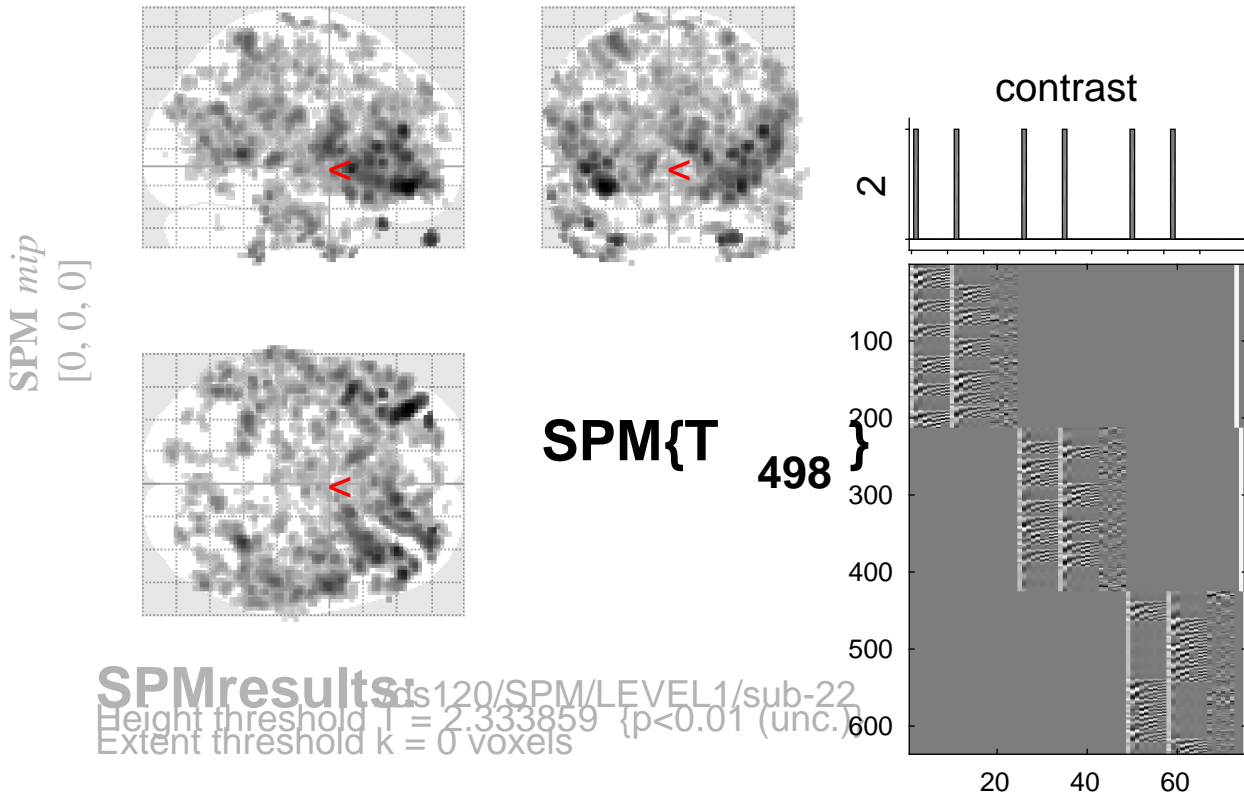 SPM mip
[0, 0, 0]
<
<
<
SPM{T498}
contrast
2
100
200
300
400
500
600
20
40
60
SPMresults: /ds120/SPM/LEVEL1/sub-22
Height threshold T = 2.333859 {p<0.01 (unc.)}
Extent threshold k = 0 voxels